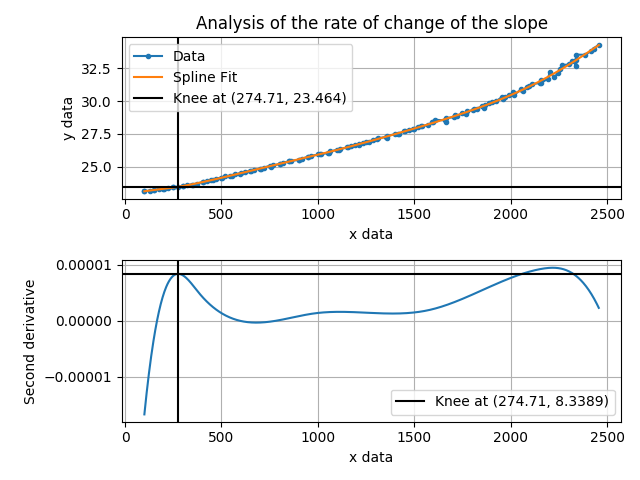 Analysis of the rate of change of the slope
y data
32.5
30.0
27.5
25.0
Data
Spline Fit
Knee at (274.71, 23.464)
0 500 1000 1500 2000 2500
x data
Second derivative
0.00001
0.00000
−0.00001
Knee at (274.71, 8.3389)
0 500 1000 1500 2000 2500
x data